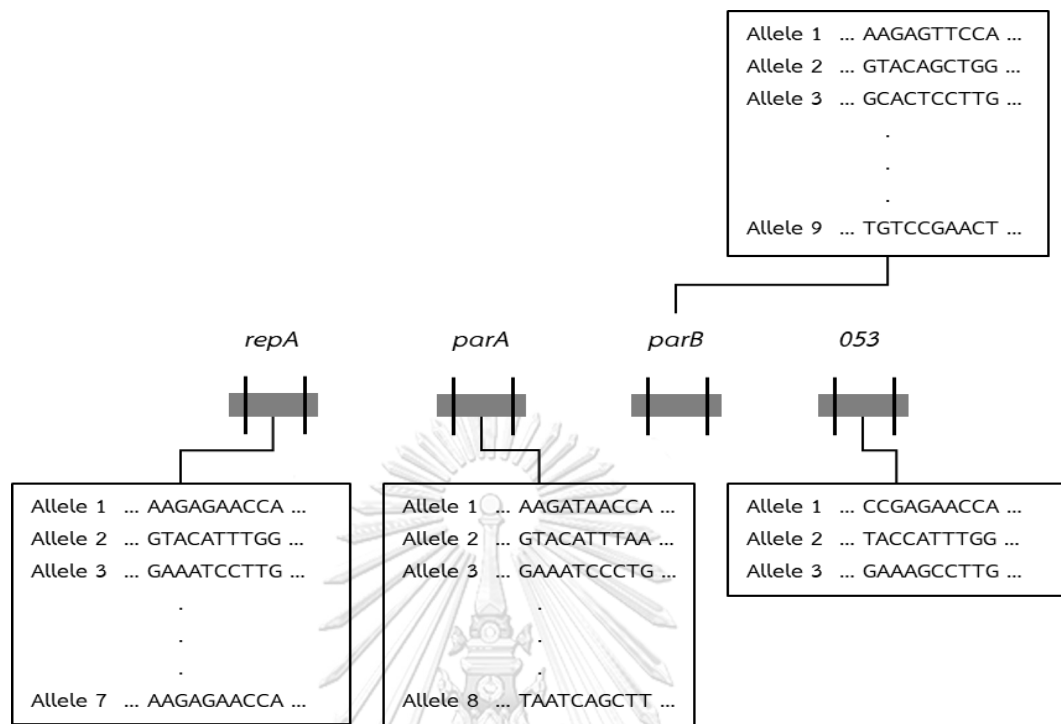 Allele 1 ... AAGAGTTCCA ...
Allele 2 ... GTACAGCTGG ...
Allele 3 ... GCACTCCTTG ...
.
.
.
Allele 9 ... TGTCCGAACT ...
repA parA parB 053
Allele 1 ... AAGAGAACCA ...
Allele 2 ... GTACATTTGG ...
Allele 3 ... GAAATCCTTG ...
.
.
.
Allele 7 ... AAGAGAACCA ...
Allele 1 ... AAGATAACCA ...
Allele 2 ... GTACATTTAA ...
Allele 3 ... GAAATCCCTG ...
.
.
.
Allele 8 ... TAATCAGCTT ...
Allele 1 ... CCGAGAACCA ...
Allele 2 ... TACCATTTGG ...
Allele 3 ... GAAAGCCTTG ...